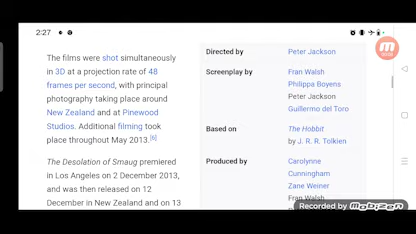 2:27
The films were shot simultaneously
in 3D at a projection rate of 48
frames per second, with principal
photography taking place around
New Zealand and at Pinewood
Studios. Additional filming took
place throughout May 2013.[6]
The Desolation of Smaug premiered
in Los Angeles on 2 December 2013,
and was then released on 12
December in New Zealand and on 13
Directed by
Peter Jackson
Screenplay by
Fran Walsh
Philippa Boyens
Peter Jackson
Guillermo del Toro
Based on
The Hobbit
by J. R. R. Tolkien
Produced by
Carolynne
Cunningham
Zane Weiner
Fran Walsh
Recorded by mobizen